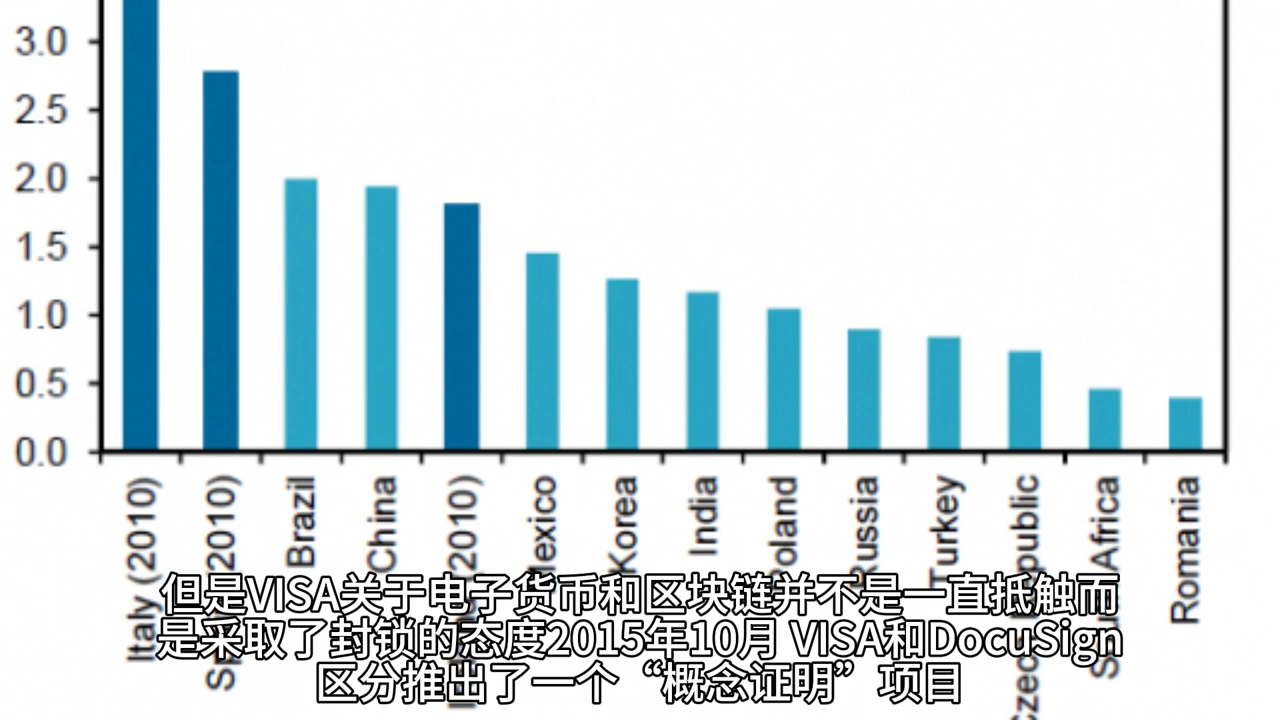 3.0
2.5
2.0
1.5
1.0
0.5
0.0
Italy (2010)
(2010)
Brazil
China
(2010)
Mexico
Korea
India
Poland
Russia
Turkey
Czech Republic
Africa
Romania
但是VISA关于电子货币和区块链并不是一直抵触而
是采取了封锁的态度2015年10月 VISA和DocuSign
区分推出了一个“概念证明”项目